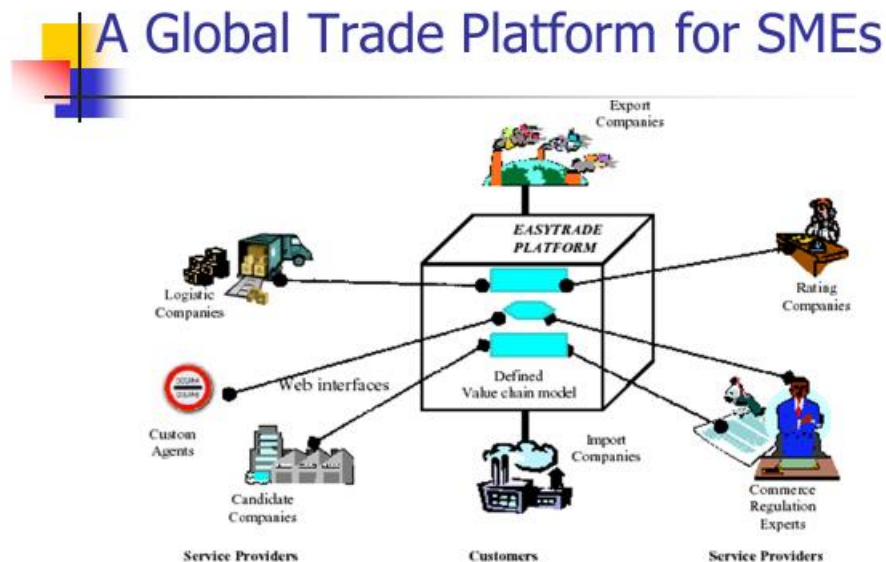 A Global Trade Platform for SMEs
Export
Companies
EASYTRADE
PLATFORM
Logistic
Companies
Rating
Companies
Web interfaces
Defined
Value chain model
Custom
Agents
Import
Companies
Candidate
Companies
Commerce
Regulation
Experts
Service Providers
Customers
Service Providers